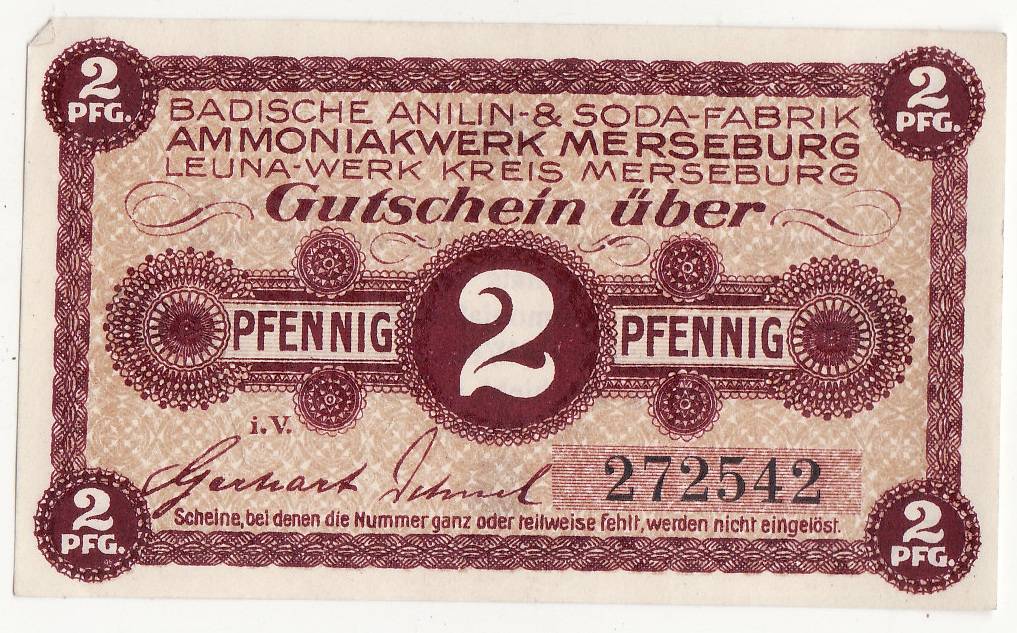 2 PFG.
2 PFG.
BADISCHE ANILIN-& SODA-FABRIK
AMMONIAKWERK MERSEBURG
LEUNA-WERK KREIS MERSEBURG
Gutschein über
PFENNIG 2 PFENNIG
i.V.
Gerhart
272542
Scheine, bei denen die Nummer ganz oder teilweise fehlt, werden nicht eingelöst.
2 PFG.
2 PFG.